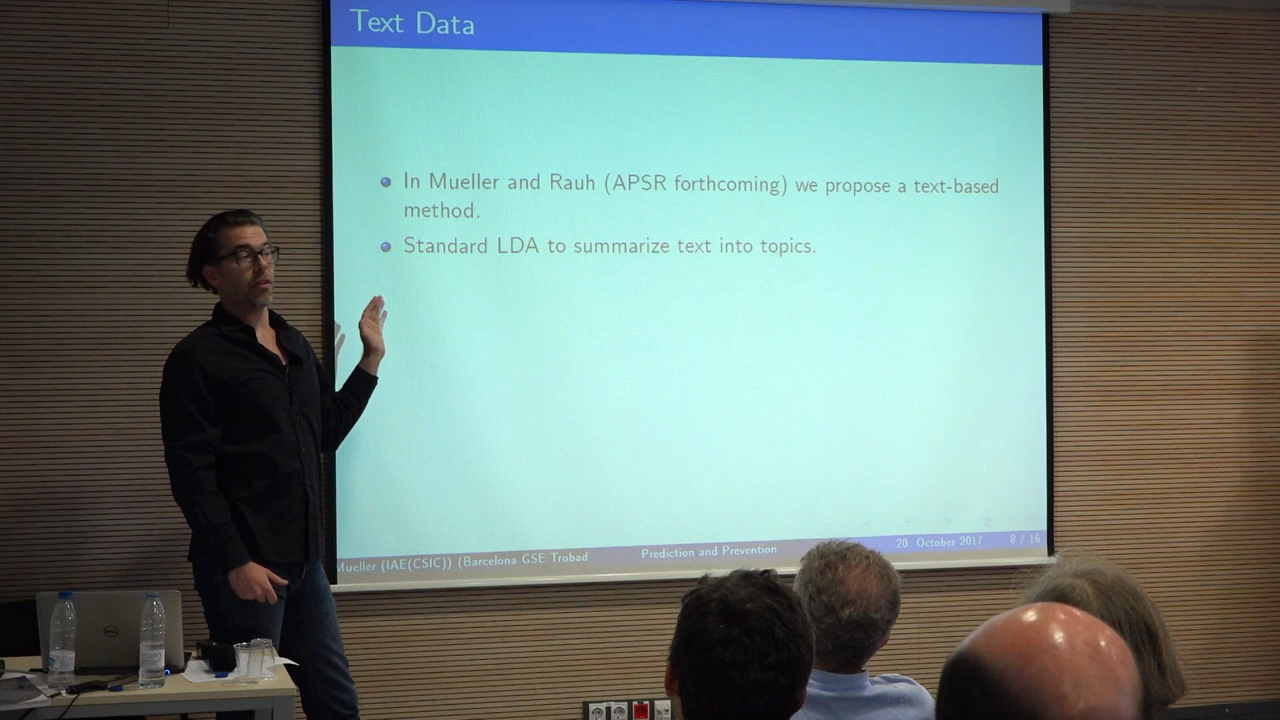 Text Data
In Mueller and Rauh (APSR forthcoming) we propose a text-based
method.
Standard LDA to summarize text into topics.
Mueller (IAE(CSIC)) (Barcelona GSE Trobad
Prediction and Prevention
20. October 2017
8 / 16
DELL